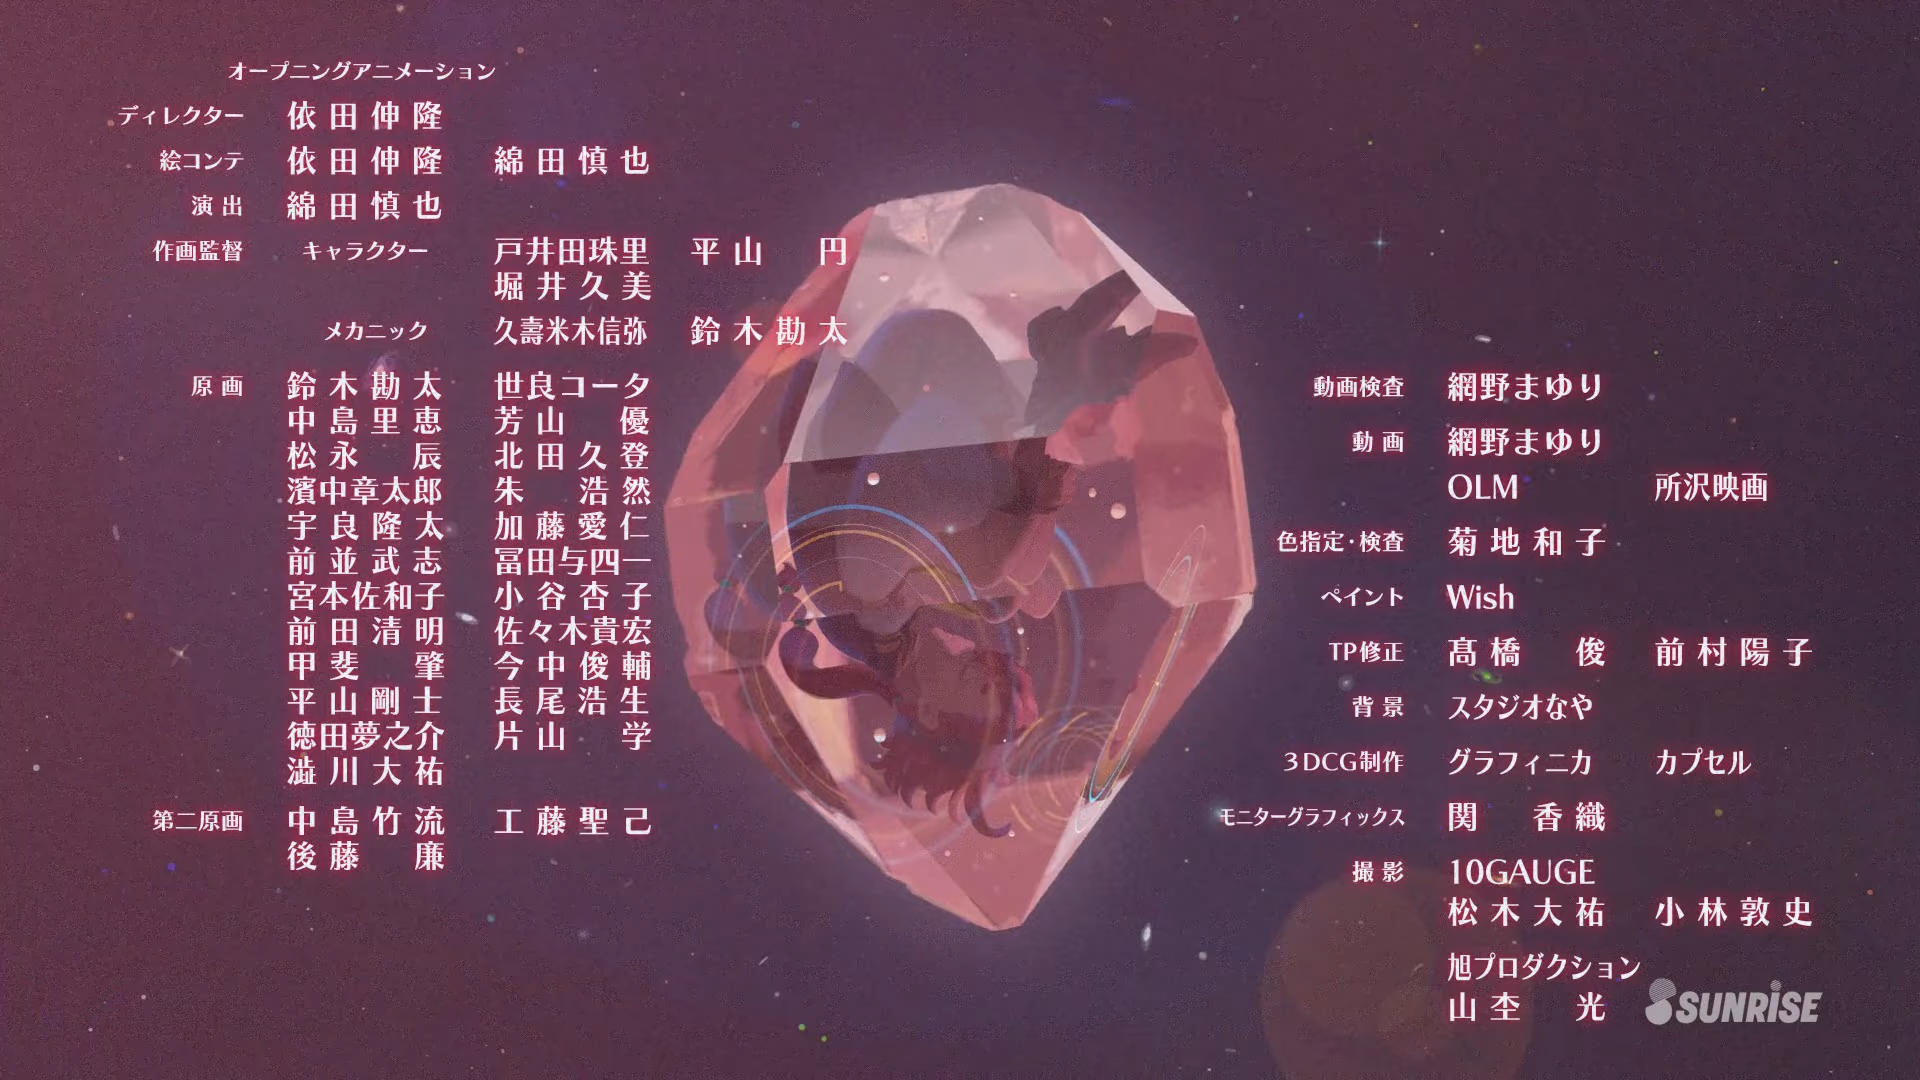 オープニングアニメーション
ディレクター 依田伸隆
絵コンテ 依田伸隆 綿田慎也
演出 綿田慎也
作画監督 キャラクター 戸井田珠里 平山 円
堀井久美
メカニック 久壽米木信弥 鈴木勘太
原画 鈴木勘太 世良コータ
中島里恵 芳山 優
松永 辰 北田久登
濱中章太郎 朱 浩然
宇良隆太 加藤愛仁
前並武志 冨田与四一
宮本佐和子 小谷杏子
前田清明 佐々木貴宏
甲斐 肇 今中俊輔
平山剛士 長尾浩生
徳田夢之介 片山 学
澁川大祐
第二原画 中島竹流 工藤聖己
後藤 廉
動画検査 網野まゆり
動画 網野まゆり
OLM 所沢映画
色指定・検査 菊地和子
ペイント Wish
TP修正 髙橋 俊 前村陽子
背景 スタジオなや
3DCG制作 グラフィニカ カプセル
モニターグラフィックス 関 香織
撮影 10GAUGE
松木大祐 小林敦史
旭プロダクション
山杢 光
SUNRiSE